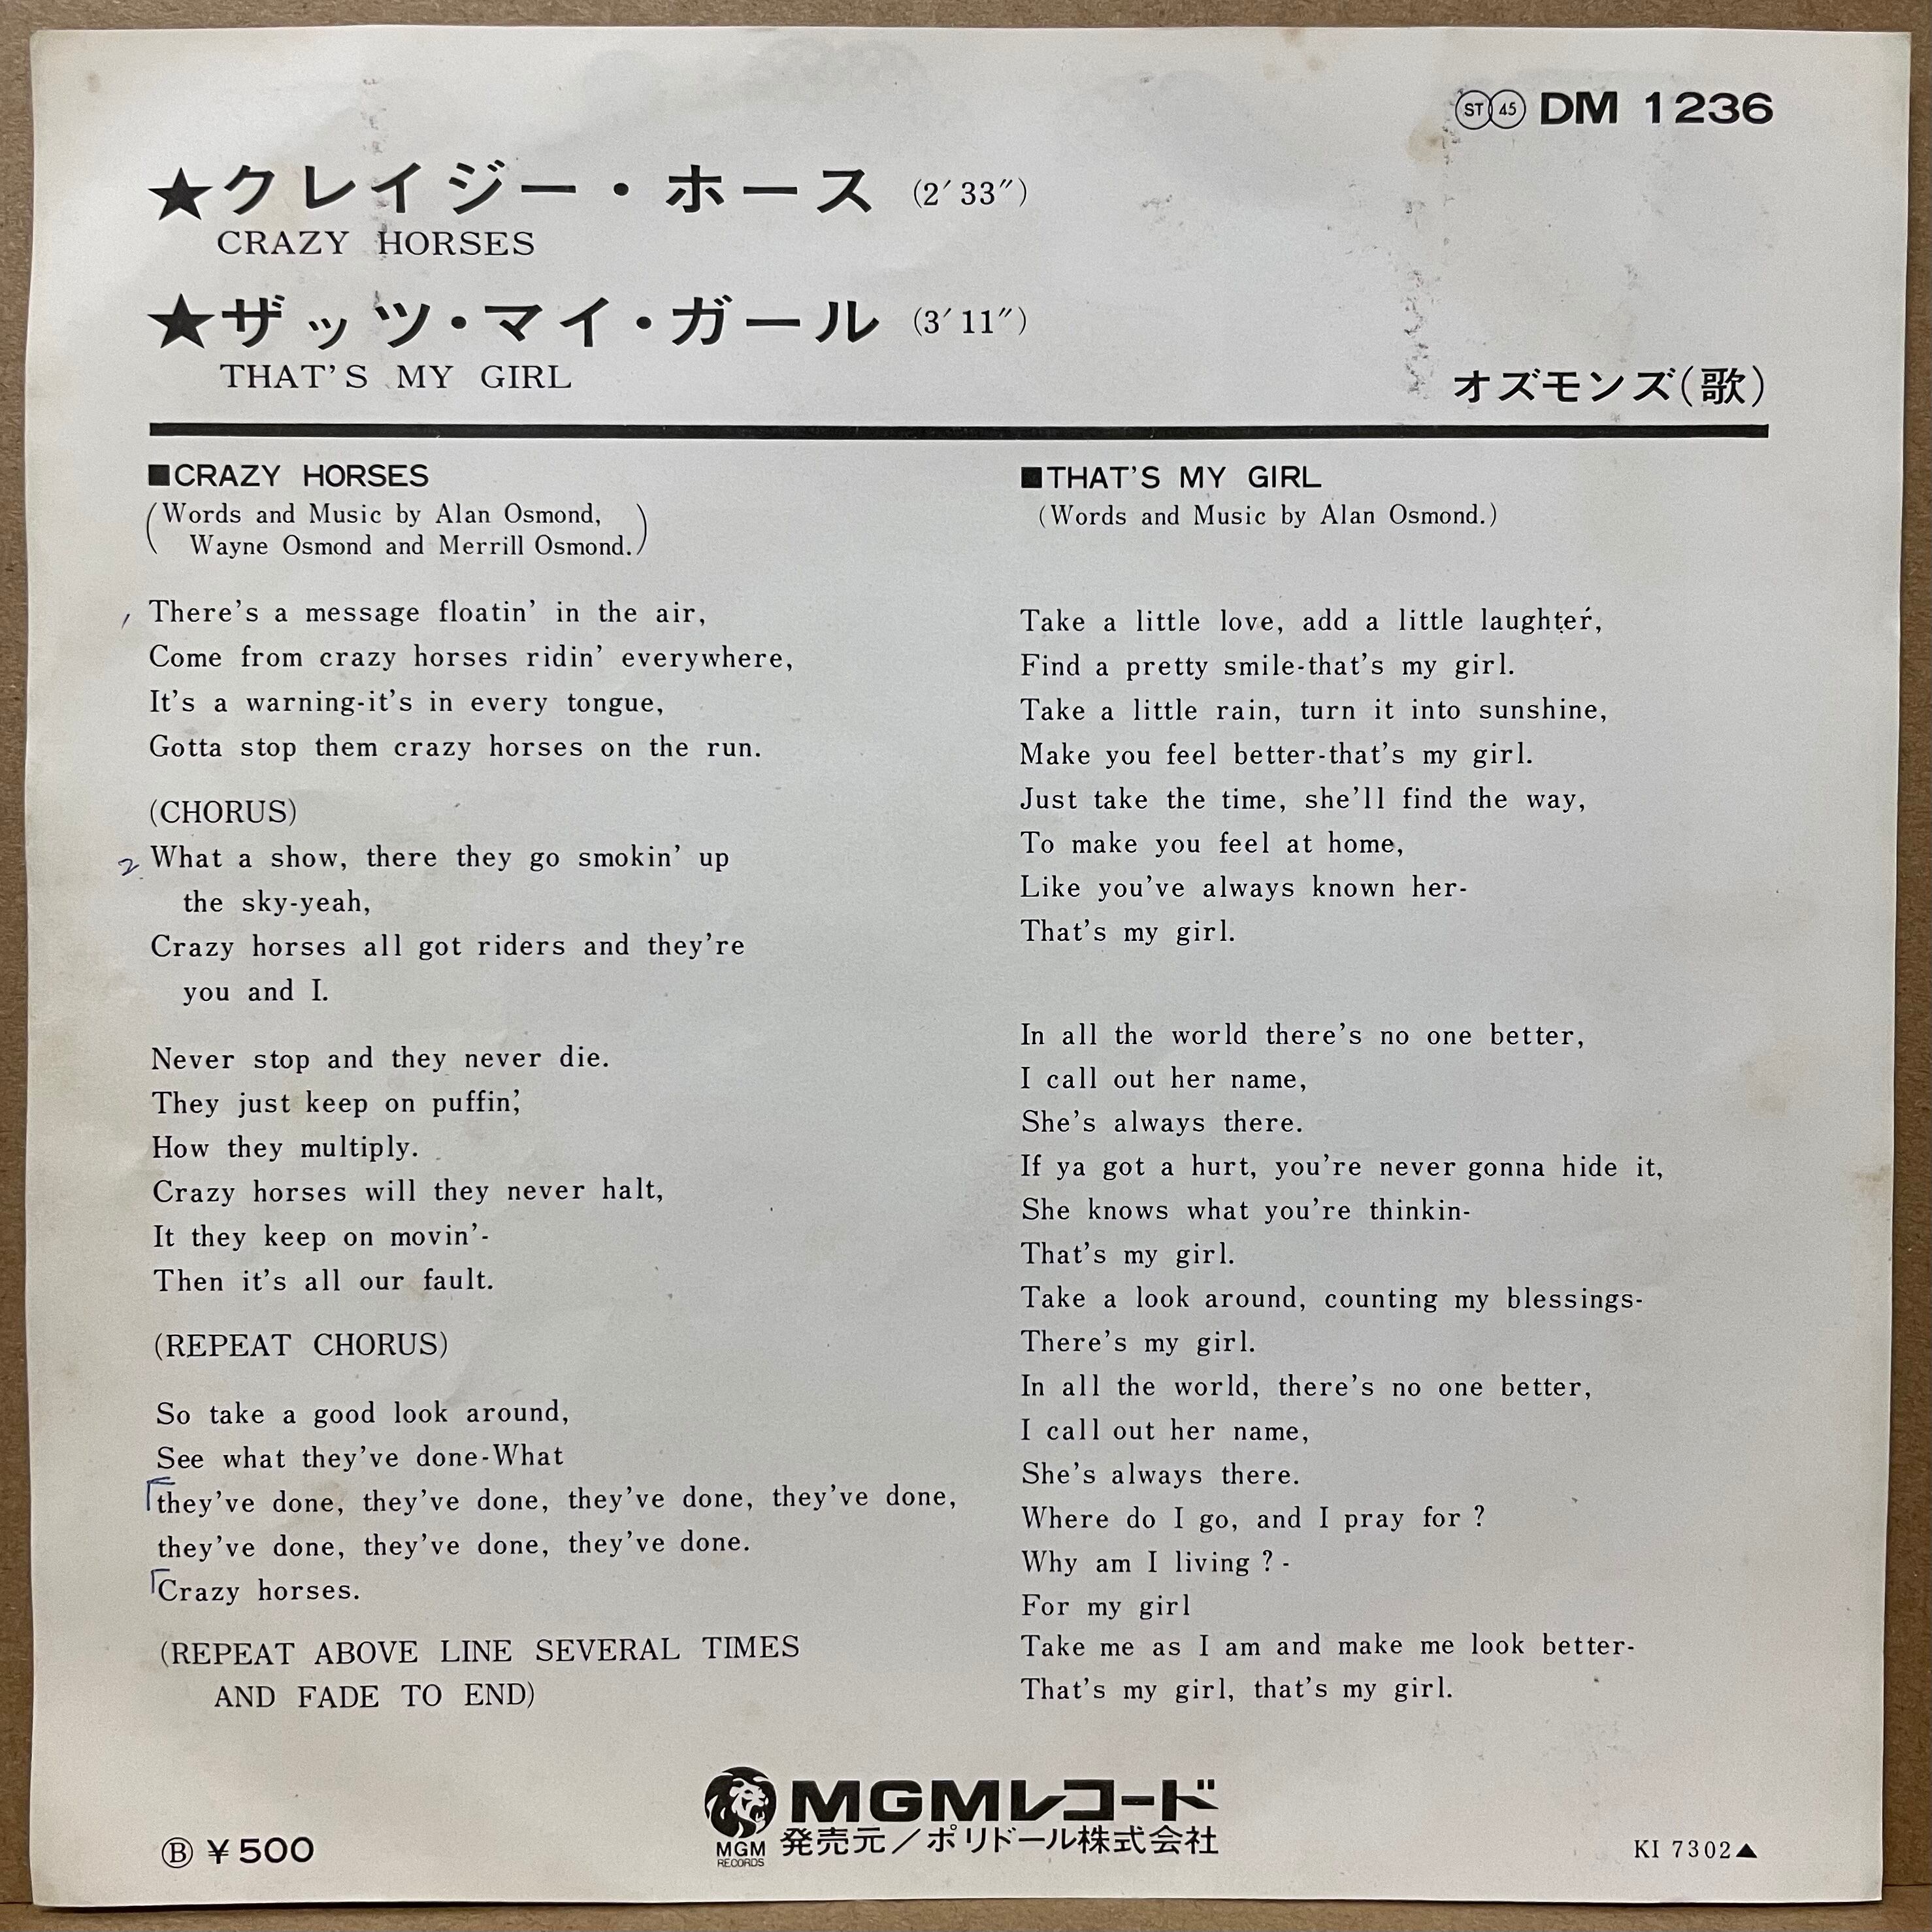 ST 45 DM 1236
★クレイジー・ホース (2′33″)
CRAZY HORSES
★ザッツ・マイ・ガール (3′11″)
THAT'S MY GIRL
オズモンズ(歌)
■CRAZY HORSES
(Words and Music by Alan Osmond,
Wayne Osmond and Merrill Osmond.)
1 There's a message floatin' in the air,
Come from crazy horses ridin' everywhere,
It's a warning-it's in every tongue,
Gotta stop them crazy horses on the run.
(CHORUS)
2. What a show, there they go smokin' up
the sky-yeah,
Crazy horses all got riders and they're
you and I.
Never stop and they never die.
They just keep on puffin',
How they multiply.
Crazy horses will they never halt,
It they keep on movin'-
Then it's all our fault.
(REPEAT CHORUS)
So take a good look around,
See what they've done-What
they've done, they've done, they've done, they've done,
they've done, they've done, they've done.
Crazy horses.
(REPEAT ABOVE LINE SEVERAL TIMES
AND FADE TO END)
■THAT'S MY GIRL
(Words and Music by Alan Osmond.)
Take a little love, add a little laughter,
Find a pretty smile-that's my girl.
Take a little rain, turn it into sunshine,
Make you feel better-that's my girl.
Just take the time, she'll find the way,
To make you feel at home,
Like you've always known her-
That's my girl.
In all the world there's no one better,
I call out her name,
She's always there.
If ya got a hurt, you're never gonna hide it,
She knows what you're thinkin-
That's my girl.
Take a look around, counting my blessings-
There's my girl.
In all the world, there's no one better,
I call out her name,
She's always there.
Where do I go, and I pray for ?
Why am I living ? -
For my girl
Take me as I am and make me look better-
That's my girl, that's my girl.
MGMレコード
MGM
RECORDS
発売元／ポリドール株式会社
Ⓑ ¥500
KI 7302▲